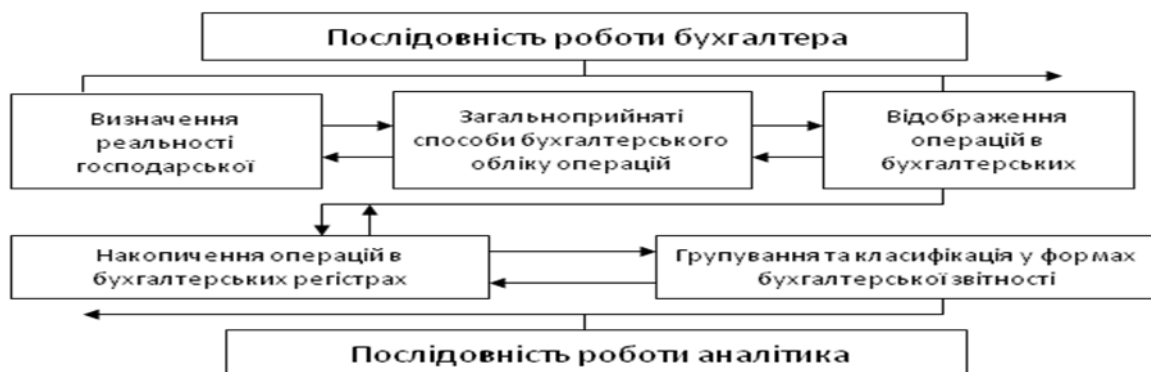 Послідовність роботи бухгалтера
Визначення
реальності
господарської
Загальноприйняті
способи бухгалтерського
обліку операцій
Відображення
операцій в
бухгалтерських
Накопичення операцій в
бухгалтерських регістрах
Групування та класифікація у формах
бухгалтерської звітності
Послідовність роботи аналітика